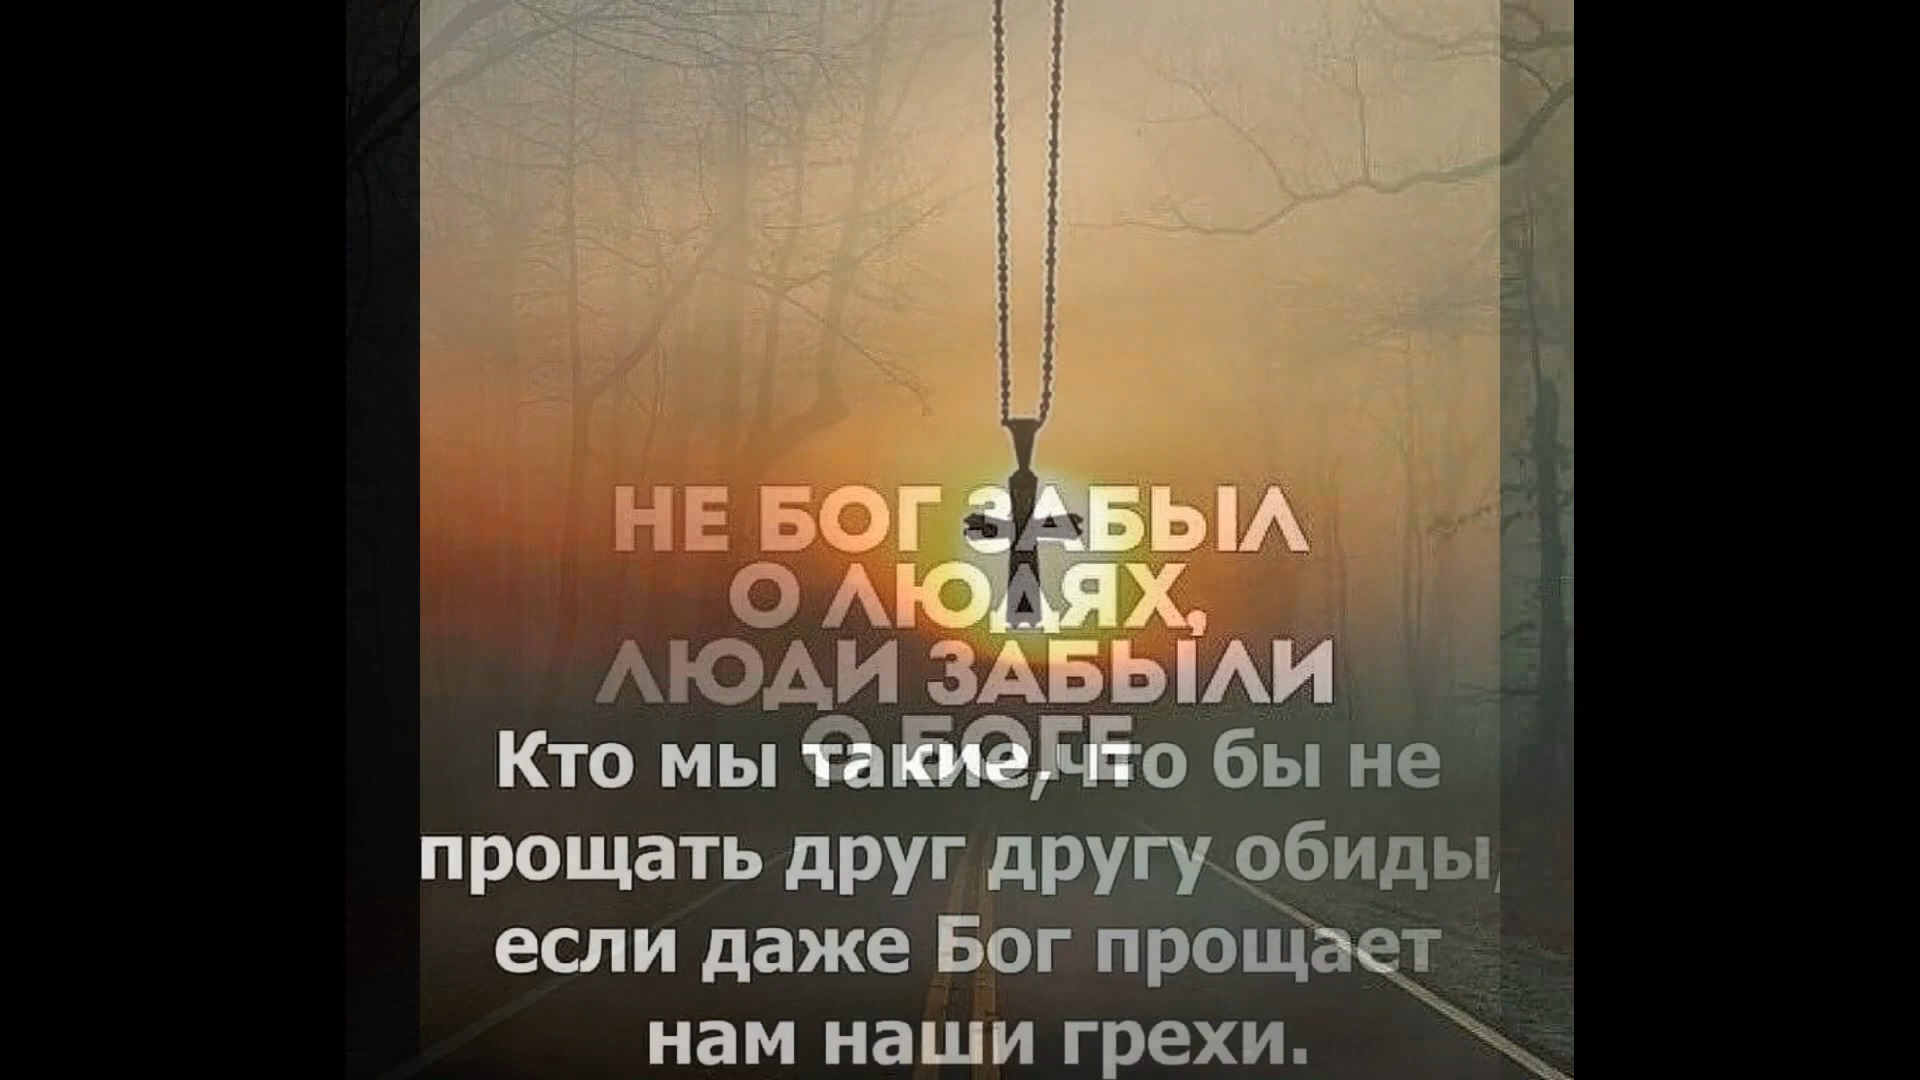 НЕ БОГ ЗАБЫЛ
О ЛЮДЯХ,
ЛЮДИ ЗАБЫЛИ
О БОГЕ
Кто мы такие, что бы не
прощать друг другу обиды,
если даже Бог прощает
нам наши грехи.